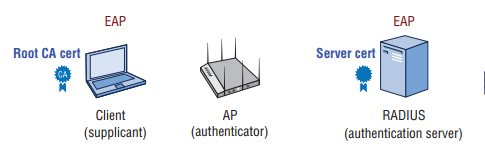 EAP
EAP
Root CA cert
Server cert
CA
Client
(supplicant)
AP
(authenticator)
RADIUS
(authentication server)